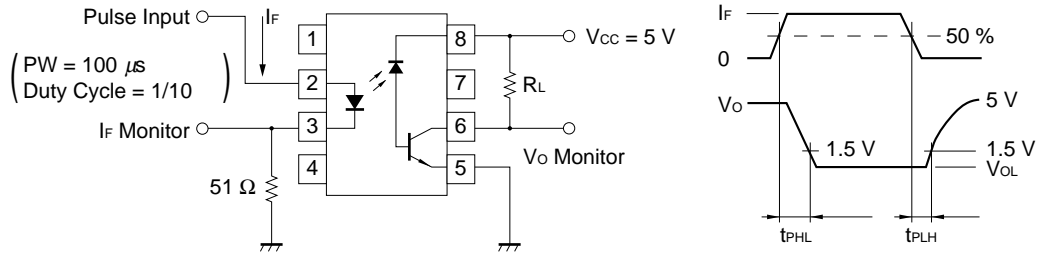 Pulse Input
IF
( PW = 100 μs
Duty Cycle = 1/10 )
IF Monitor
51 Ω
1
2
3
4
8
7
6
5
VCC = 5 V
RL
VO Monitor
IF
0
50 %
VO
5 V
1.5 V
1.5 V
VOL
tPHL
tPLH